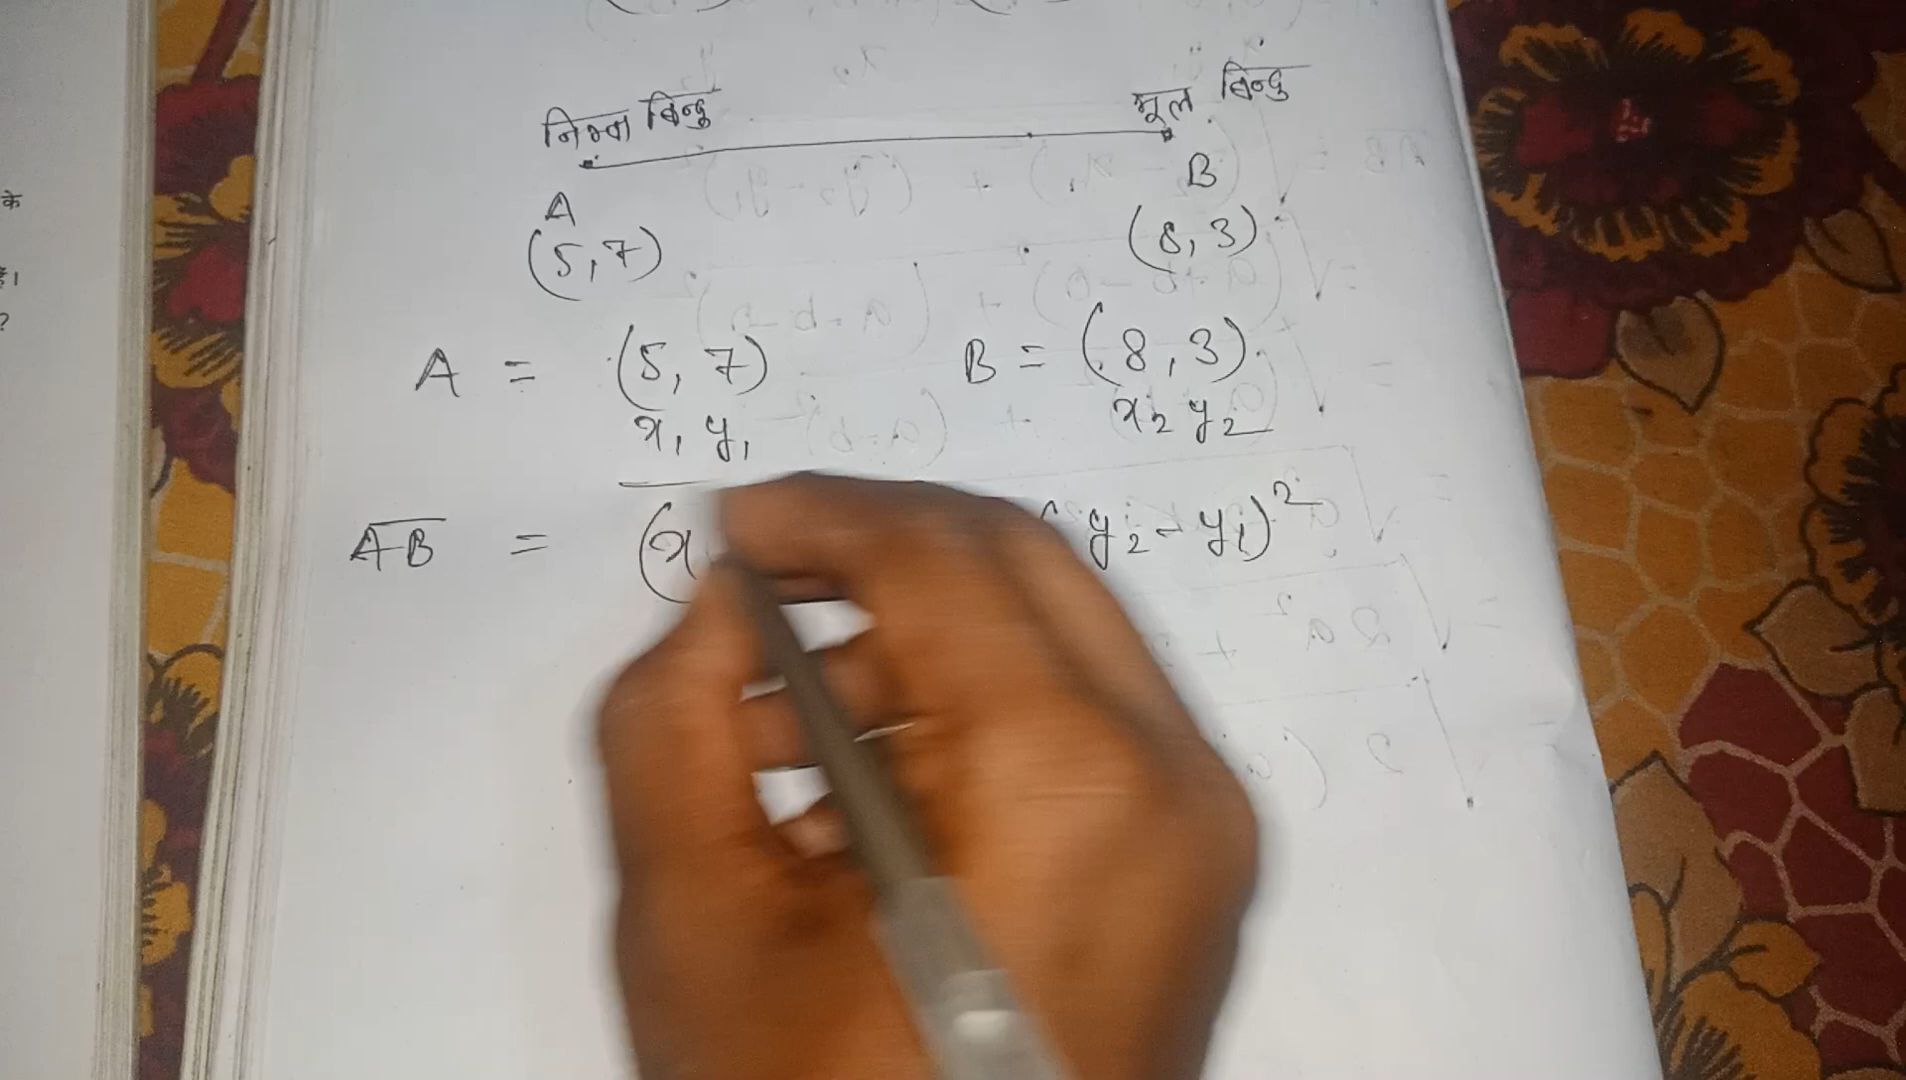 निम्बा बिन्दु मूल बिन्दु
A B
(5,7) (8,3)
A = (5, 7) B = (8, 3)
x₁ y₁ x₂ y₂
AB = (x y₂ - y₁)²
के
है।
?